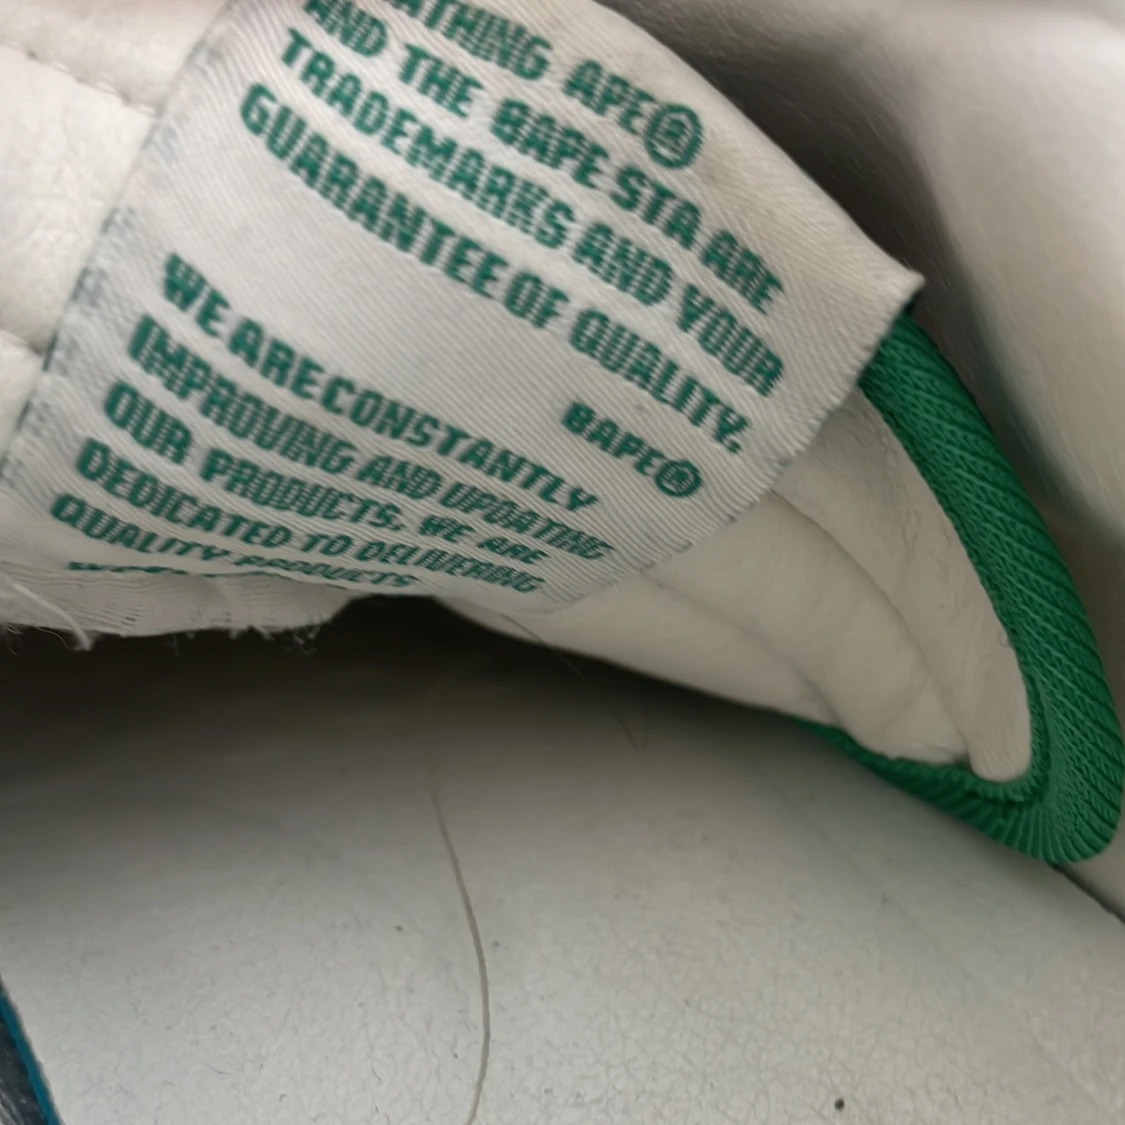 ATHING APE®
AND THE BAPE STA ARE
TRADEMARKS AND YOUR
GUARANTEE OF QUALITY.
BAPE®
WE ARE CONSTANTLY
IMPROVING AND UPDATING
OUR PRODUCTS. WE ARE
DEDICATED TO DELIVERING
QUALITY PRODUCTS